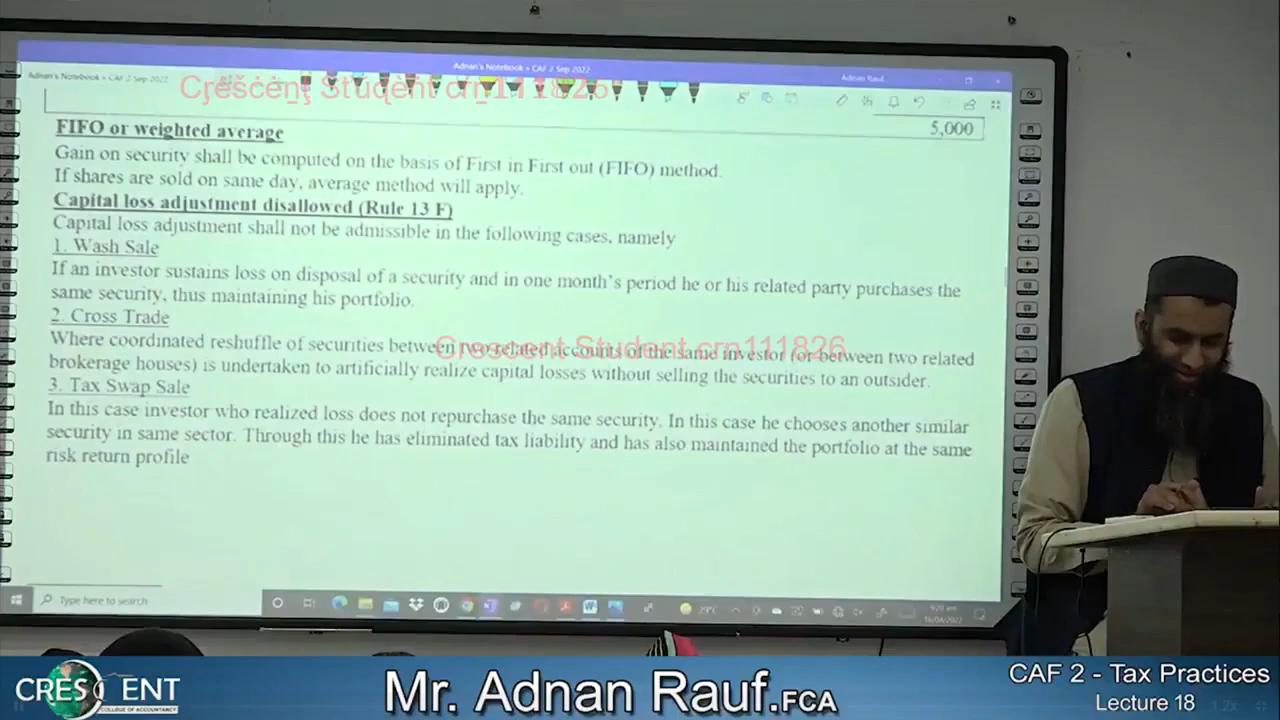 Adnan's Notebook » CAF 2 Sep 2022
Adnan's Notebook » CAF 2 Sep 2022
Adnan Rauf
Crescent Student crn111826
5,000
FIFO or weighted average
Gain on security shall be computed on the basis of First in First out (FIFO) method.
If shares are sold on same day, average method will apply.
Capital loss adjustment disallowed (Rule 13 F)
Capital loss adjustment shall not be admissible in the following cases, namely
1. Wash Sale
If an investor sustains loss on disposal of a security and in one month's period he or his related party purchases the
same security, thus maintaining his portfolio.
2. Cross Trade
Where coordinated reshuffle of securities between two related accounts of the same investor (or between two related
Crescent Student crn111826
brokerage houses) is undertaken to artificially realize capital losses without selling the securities to an outsider.
3. Tax Swap Sale
In this case investor who realized loss does not repurchase the same security. In this case he chooses another similar
security in same sector. Through this he has eliminated tax liability and has also maintained the portfolio at the same
risk return profile
Type here to search
29°C
16/04/2022
CRESCENT
COLLEGE OF ACCOUNTANCY
Mr. Adnan Rauf.FCA
CAF 2 - Tax Practices
Lecture 18
1.2x